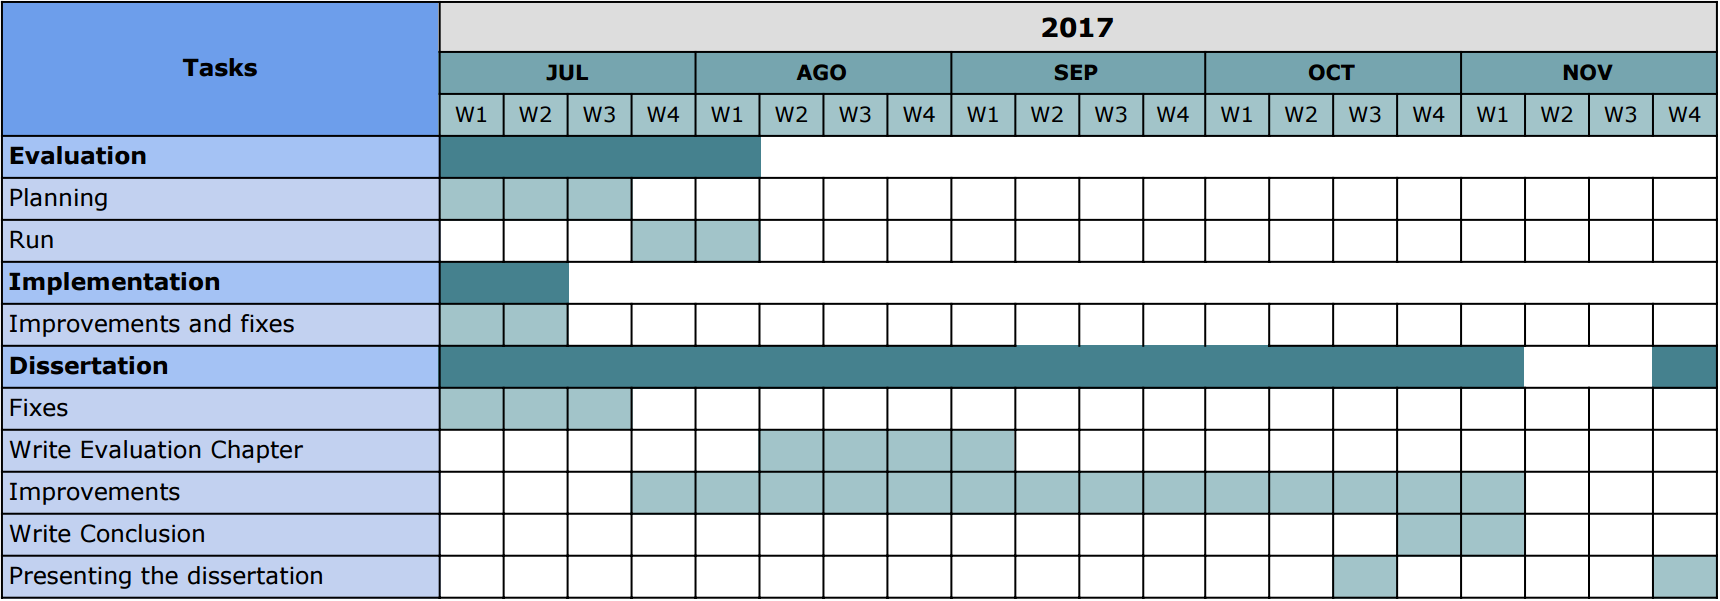 2017
Tasks
JUL AGO SEP OCT NOV
W1 W2 W3 W4 W1 W2 W3 W4 W1 W2 W3 W4 W1 W2 W3 W4 W1 W2 W3 W4
Evaluation
Planning
Run
Implementation
Improvements and fixes
Dissertation
Fixes
Write Evaluation Chapter
Improvements
Write Conclusion
Presenting the dissertation